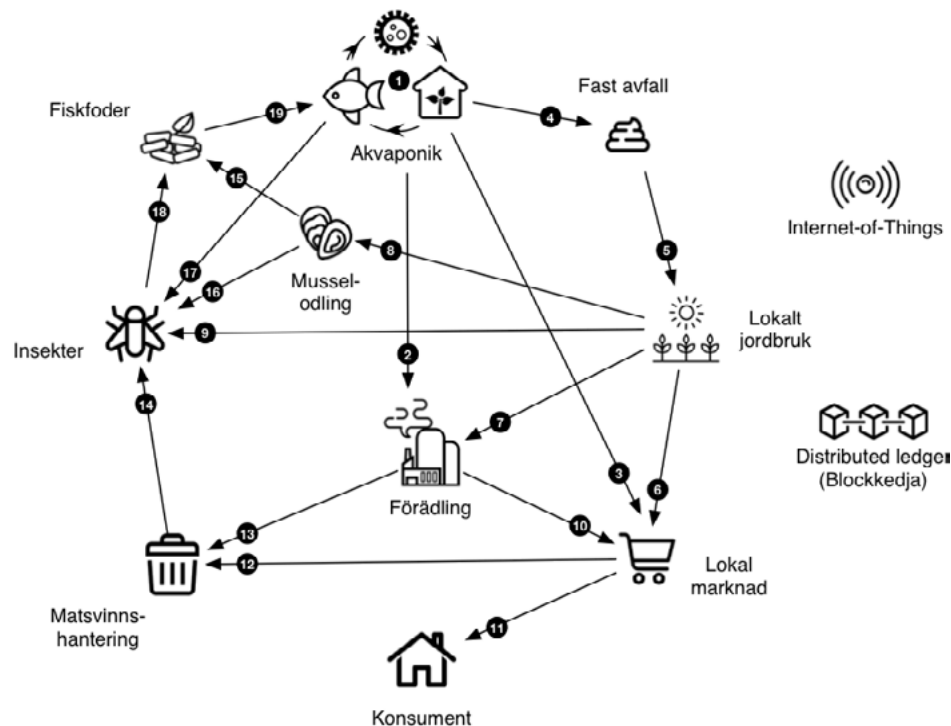 1
Fast avfall
Fiskfoder
19
4
Akvaponik
15
18
Internet-of-Things
8
5
17
16
Mussel-
odling
Lokalt
jordbruk
9
Insekter
2
14
7
Distributed ledger
(Blockkedja)
3
6
Förädling
13
10
12
Lokal
marknad
Matsvinns-
hantering
11
Konsument